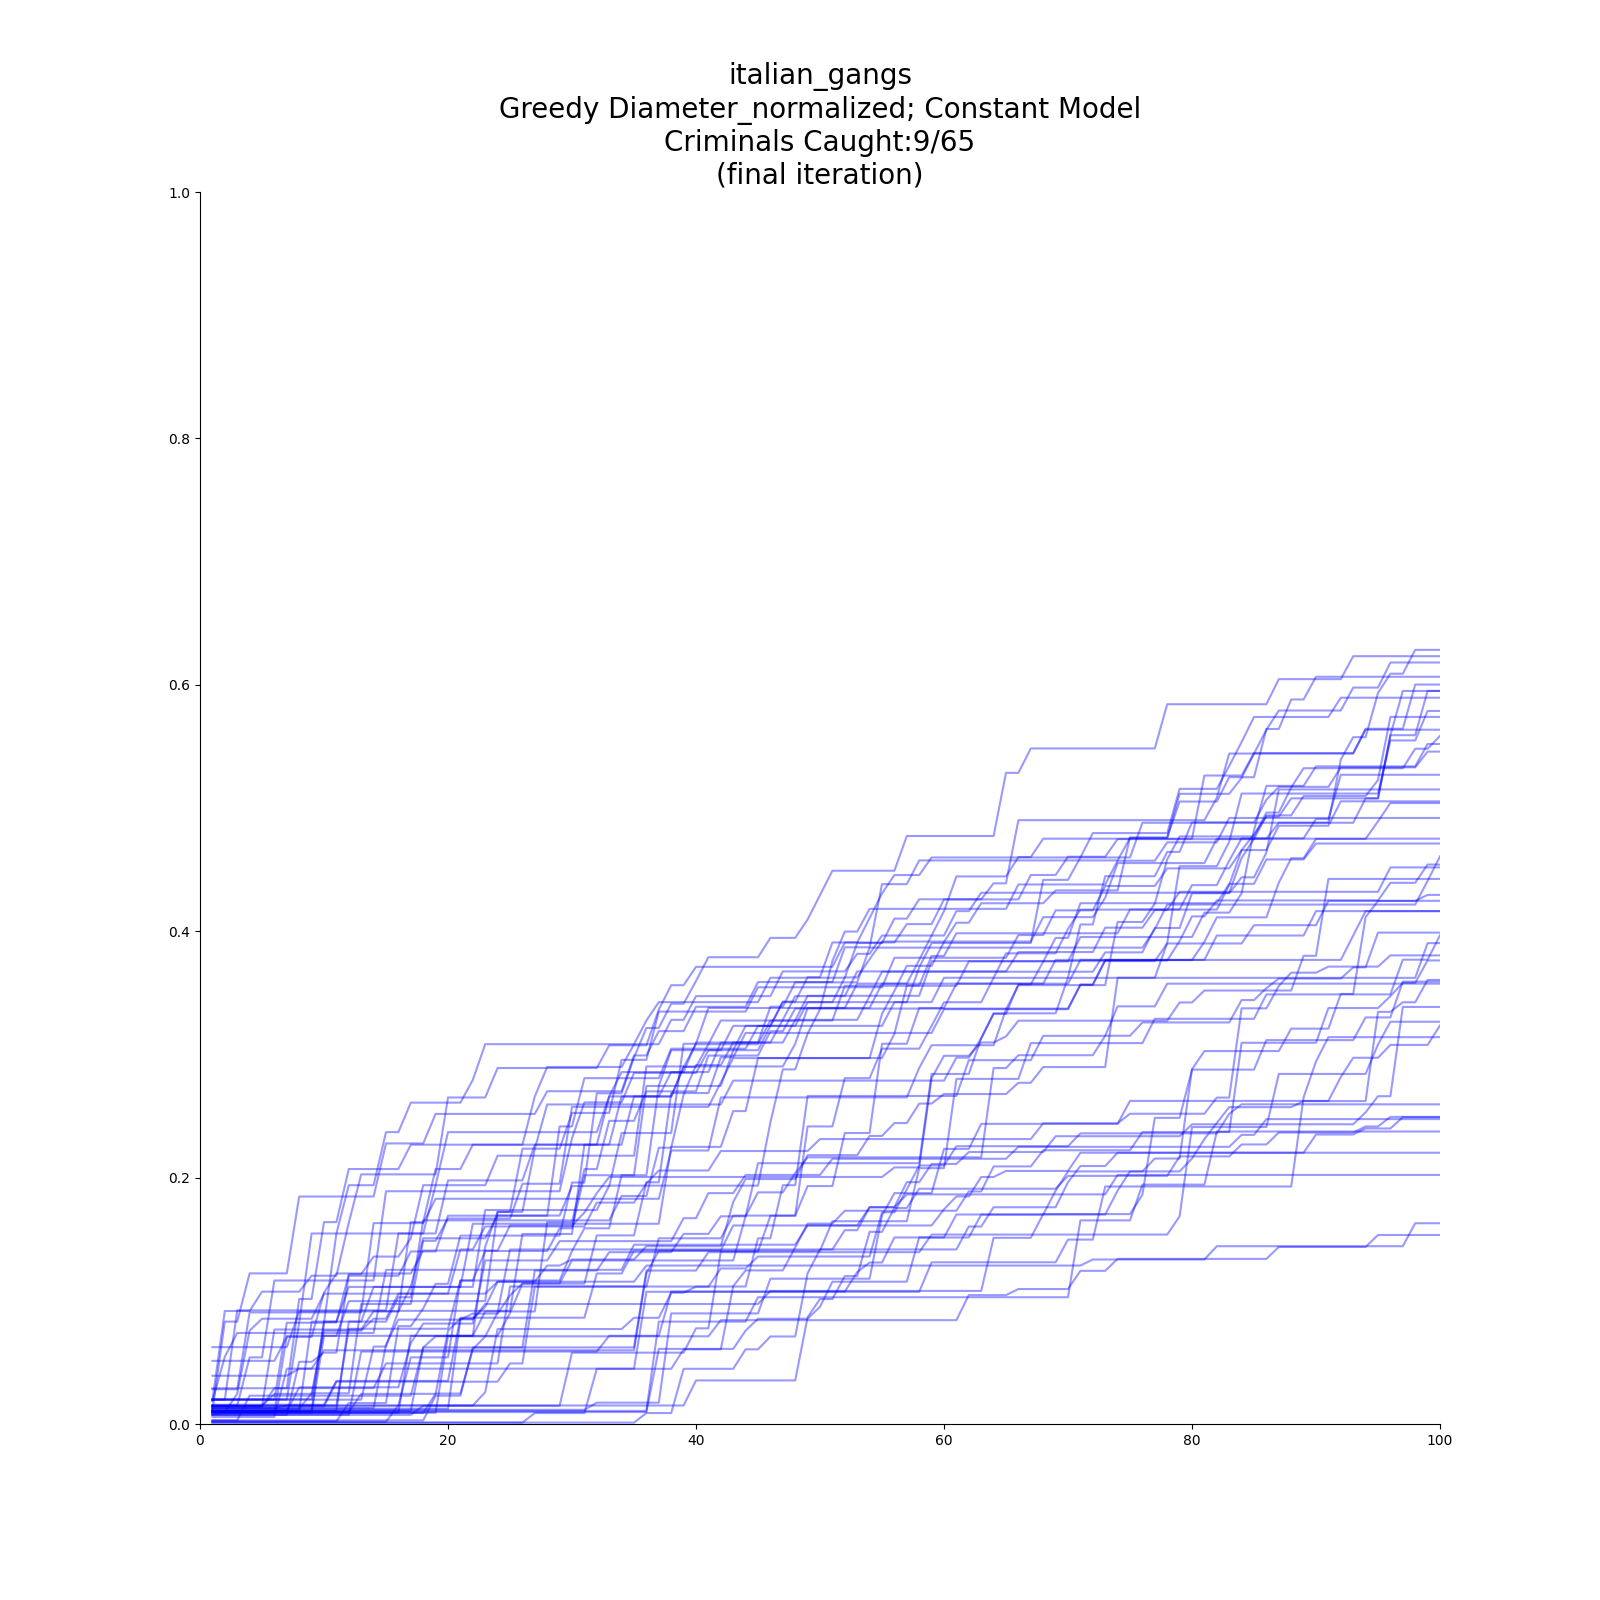 italian_gangs
Greedy Diameter_normalized; Constant Model
Criminals Caught:9/65
(final iteration)
1.0
0.8
0.6
0.4
0.2
0.0
0 20 40 60 80 100